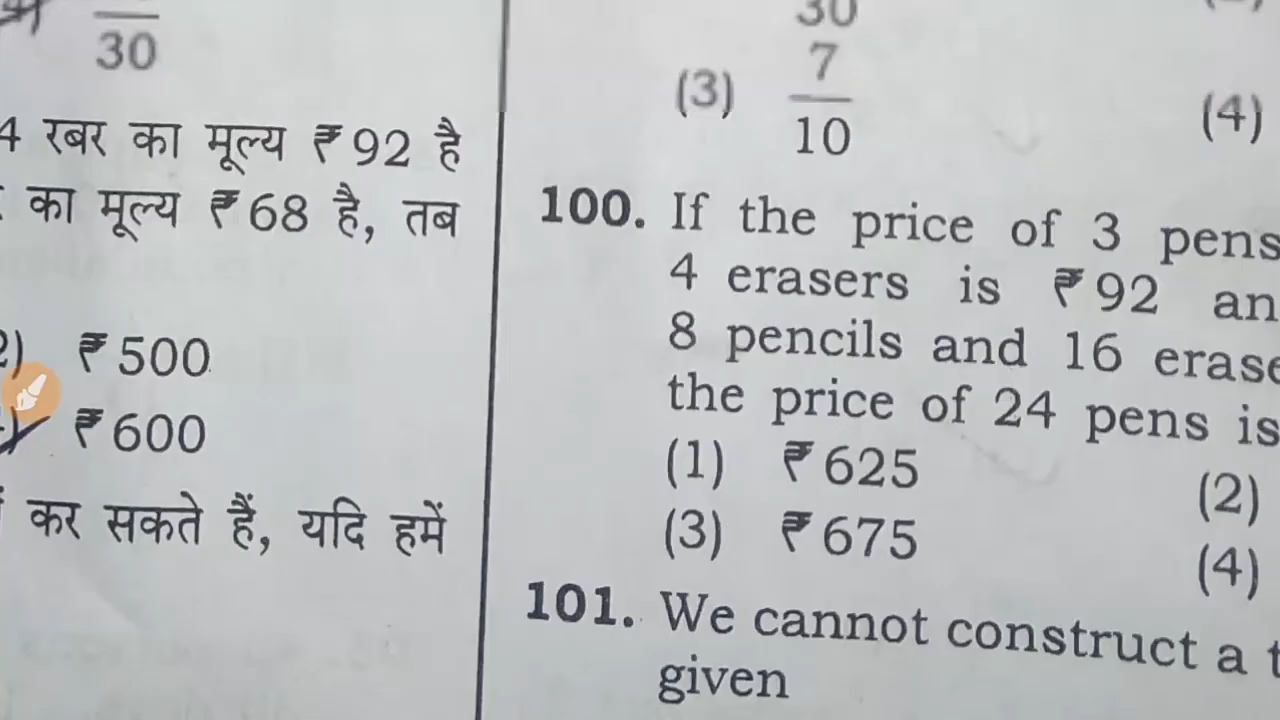 30
4 रबर का मूल्य ₹ 92 है
का मूल्य ₹ 68 है, तब
₹ 500
₹ 600
कर सकते हैं, यदि हमें
30
(3) 7/10 (4)
100. If the price of 3 pens
4 erasers is ₹ 92 an
8 pencils and 16 erase
the price of 24 pens is
(1) ₹ 625 (2)
(3) ₹ 675 (4)
101. We cannot construct a t
given